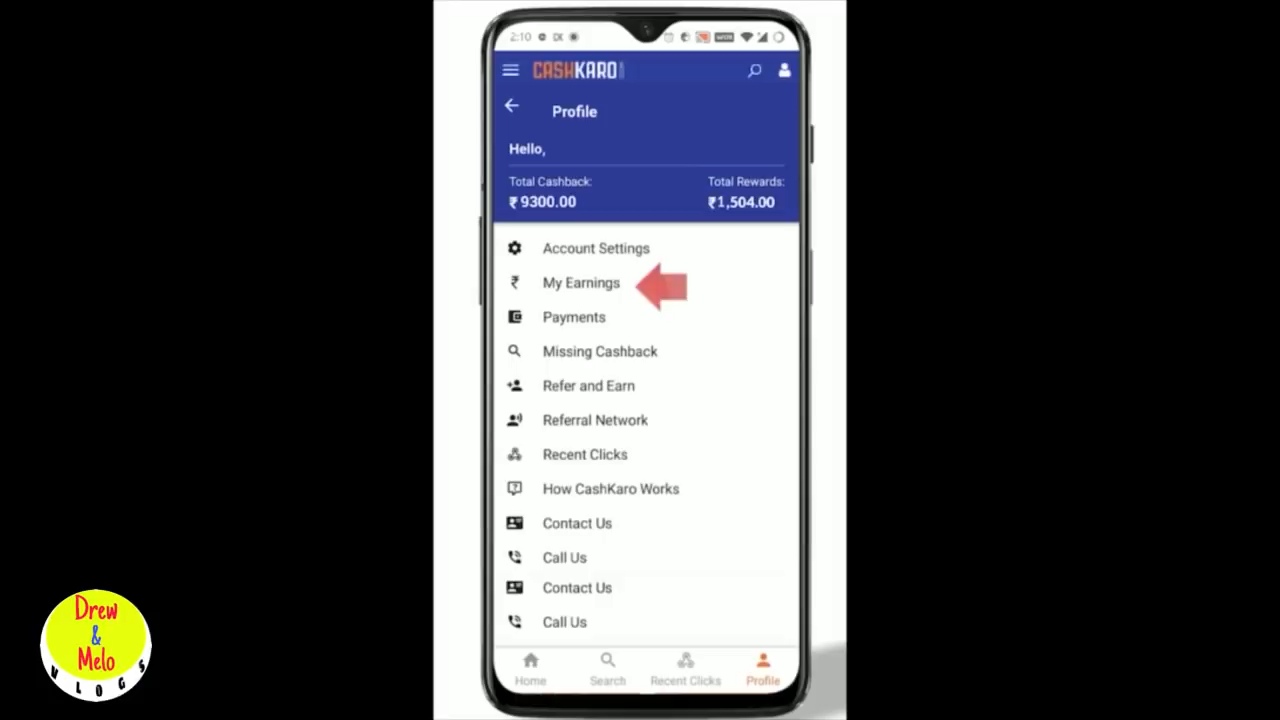 2:10
CASHKARO
Profile
Hello,
Total Cashback: Total Rewards:
₹ 9300.00 ₹1,504.00
Account Settings
My Earnings
Payments
Missing Cashback
Refer and Earn
Referral Network
Recent Clicks
How CashKaro Works
Contact Us
Call Us
Contact Us
Call Us
Home Search Recent Clicks Profile
Drew
&
Melo
VLOGS